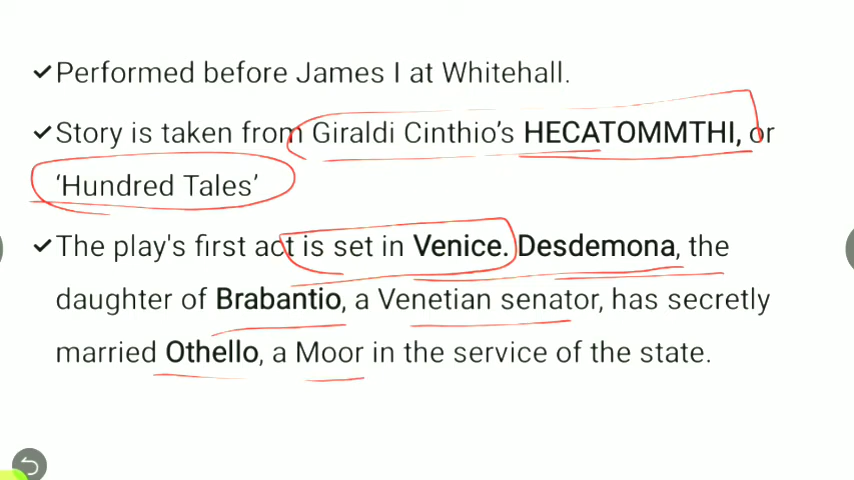 ✔Performed before James I at Whitehall.
✔Story is taken from Giraldi Cinthio’s HECATOMMTHI, or
‘Hundred Tales’
✔The play's first act is set in Venice. Desdemona, the
daughter of Brabantio, a Venetian senator, has secretly
married Othello, a Moor in the service of the state.